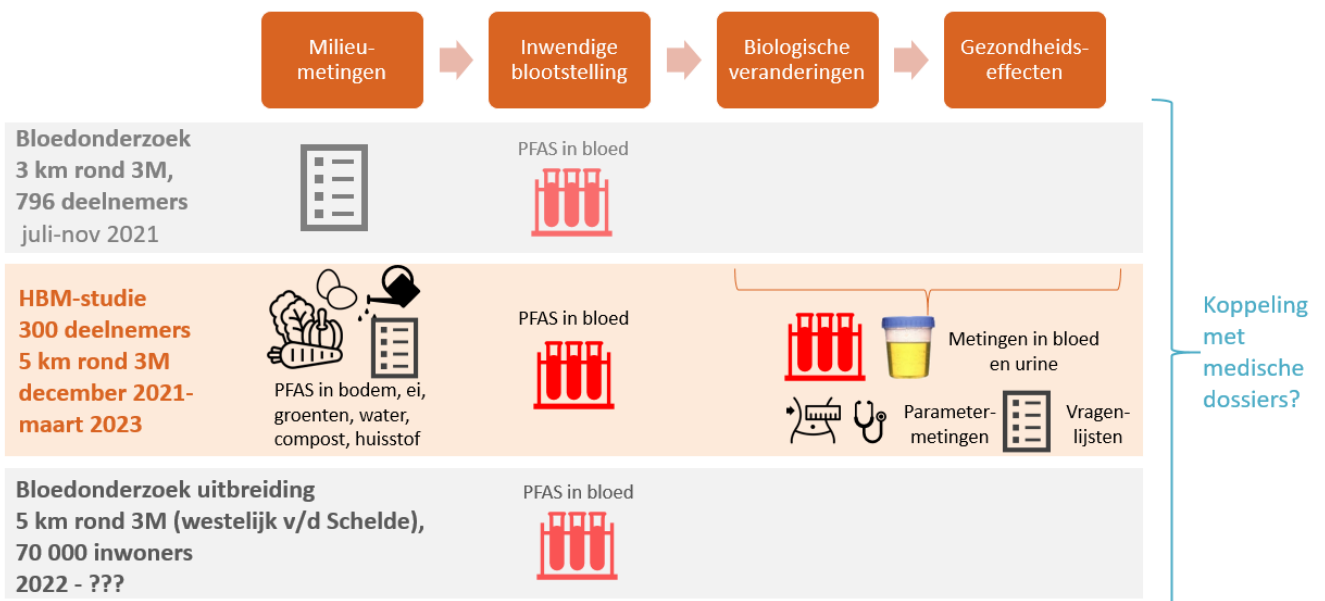 Milieu-
metingen
Inwendige
blootstelling
Biologische
veranderingen
Gezondheids-
effecten
Bloedonderzoek
3 km rond 3M,
796 deelnemers
juli-nov 2021
PFAS in bloed
HBM-studie
300 deelnemers
5 km rond 3M
december 2021-
maart 2023
PFAS in bodem, ei,
groenten, water,
compost, huisstof
PFAS in bloed
Metingen in bloed
en urine
Parameter-
metingen
Vragen-
lijsten
Bloedonderzoek uitbreiding
5 km rond 3M (westelijk v/d Schelde),
70 000 inwoners
2022 - ???
PFAS in bloed
Koppeling
met
medische
dossiers?